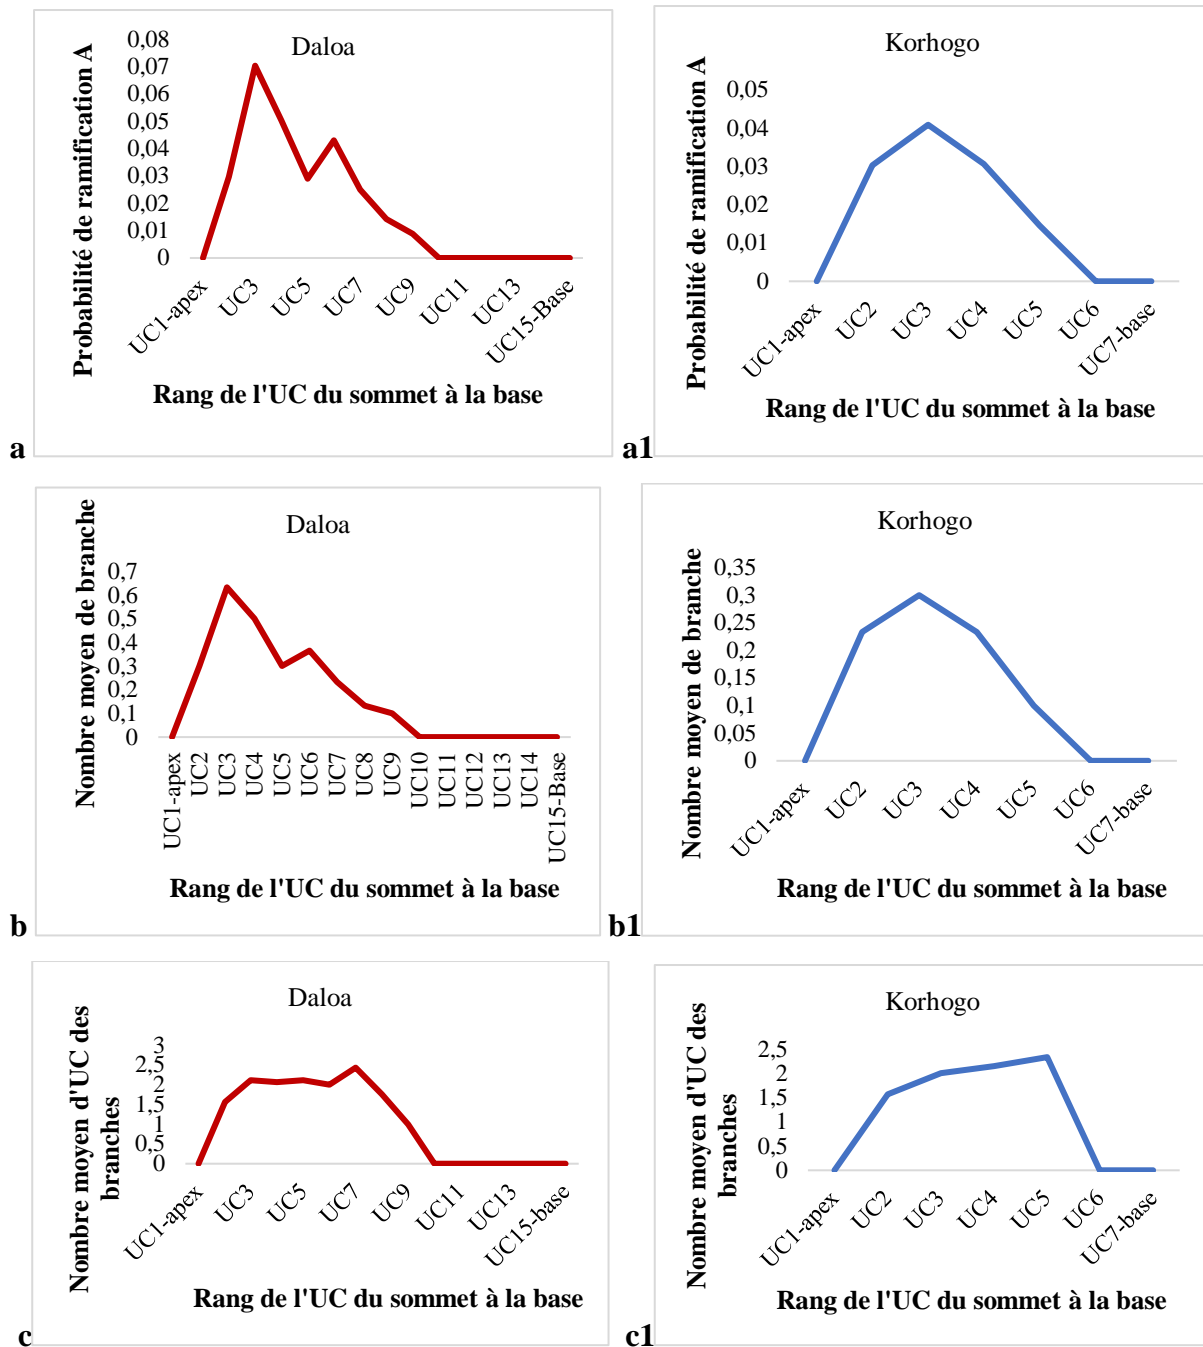 Daloa
Probabilité de ramification A
0,08
0,07
0,06
0,05
0,04
0,03
0,02
0,01
0
UC1-apex
UC3
UC5
UC7
UC9
UC11
UC13
UC15-Base
Rang de l'UC du sommet à la base
a
Korhogo
Probabilité de ramification A
0,05
0,04
0,03
0,02
0,01
0
UC1-apex
UC2
UC3
UC4
UC5
UC6
UC7-base
Rang de l'UC du sommet à la base
a1
Daloa
Nombre moyen de branche
0,7
0,6
0,5
0,4
0,3
0,2
0,1
0
UC1-apex
UC2
UC3
UC4
UC5
UC6
UC7
UC8
UC9
UC10
UC11
UC12
UC13
UC14
UC15-Base
Rang de l'UC du sommet à la base
b
Korhogo
Nombre moyen de branche
0,35
0,3
0,25
0,2
0,15
0,1
0,05
0
UC1-apex
UC2
UC3
UC4
UC5
UC6
UC7-base
Rang de l'UC du sommet à la base
b1
Daloa
Nombre moyen d'UC des
branches
3
2,5
2
1,5
1
0,5
0
UC1-apex
UC3
UC5
UC7
UC9
UC11
UC13
UC15-base
Rang de l'UC du sommet à la base
c
Korhogo
Nombre moyen d'UC des
branches
2,5
2
1,5
1
0,5
0
UC1-apex
UC2
UC3
UC4
UC5
UC6
UC7-base
Rang de l'UC du sommet à la base
c1